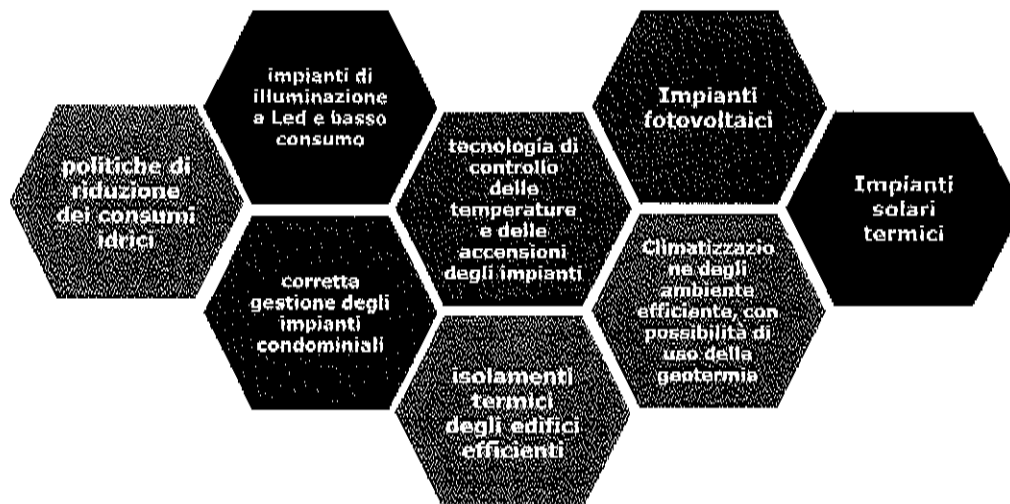 politiche di
riduzione
dei consumi
idrici
impianti di
illuminazione
a Led e basso
consumo
corretta
gestione degli
impianti
condominiali
tecnologia di
controllo
delle
temperature
e delle
accensioni
degli impianti
isolamenti
termici
degli edifici
efficienti
Impianti
fotovoltaici
Climatizzazio
ne degli
ambiente
efficiente, con
possibilità di
uso della
geotermia
Impianti
solari
termici